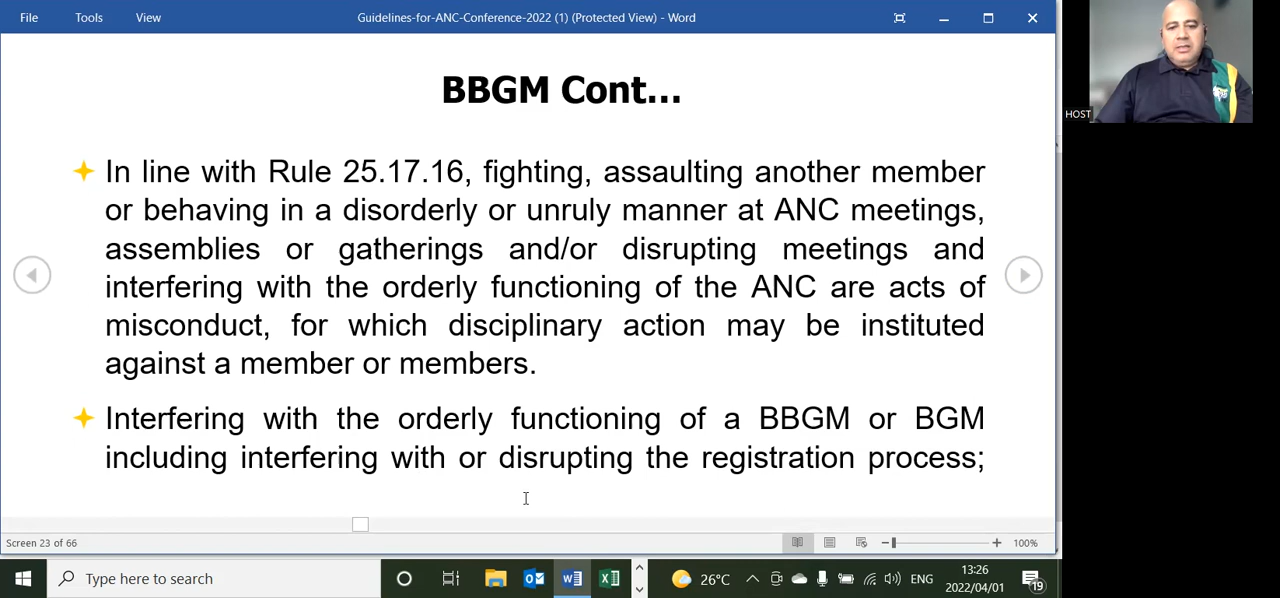 File Tools View Guidelines-for-ANC-Conference-2022 (1) (Protected View) - Word
HOST
BBGM Cont...
In line with Rule 25.17.16, fighting, assaulting another member
or behaving in a disorderly or unruly manner at ANC meetings,
assemblies or gatherings and/or disrupting meetings and
interfering with the orderly functioning of the ANC are acts of
misconduct, for which disciplinary action may be instituted
against a member or members.
Interfering with the orderly functioning of a BBGM or BGM
including interfering with or disrupting the registration process;
Screen 23 of 66 100%
Type here to search 26°C ENG 13:26
2022/04/01 19